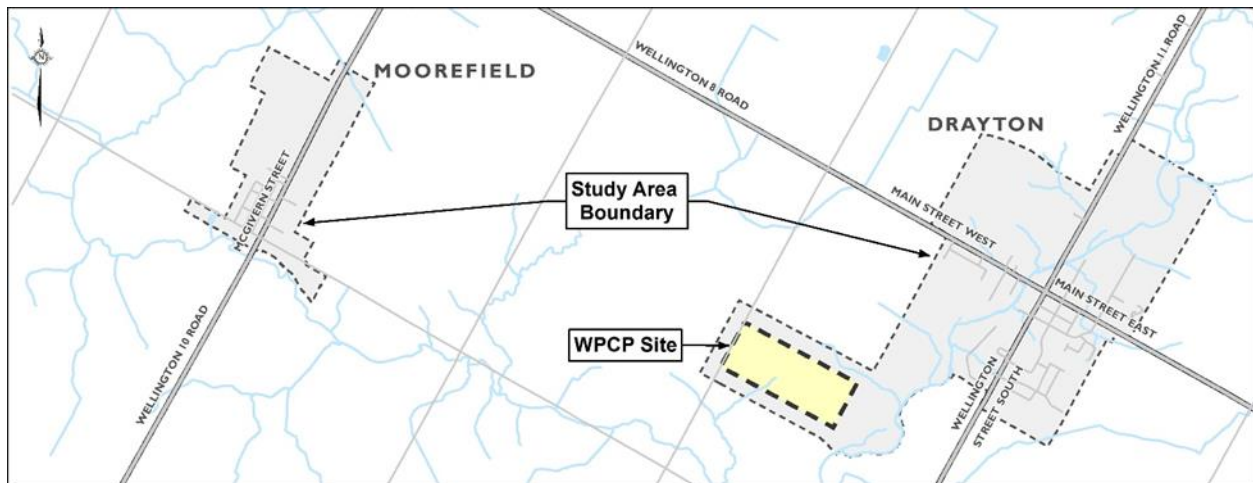 N
MOOREFIELD
WELLINGTON 8 ROAD
WELLINGTON 11 ROAD
DRAYTON
MCGIVERN STREET
Study Area
Boundary
MAIN STREET WEST
MAIN STREET EAST
WELLINGTON 10 ROAD
WPCP Site
WELLINGTON
STREET SOUTH